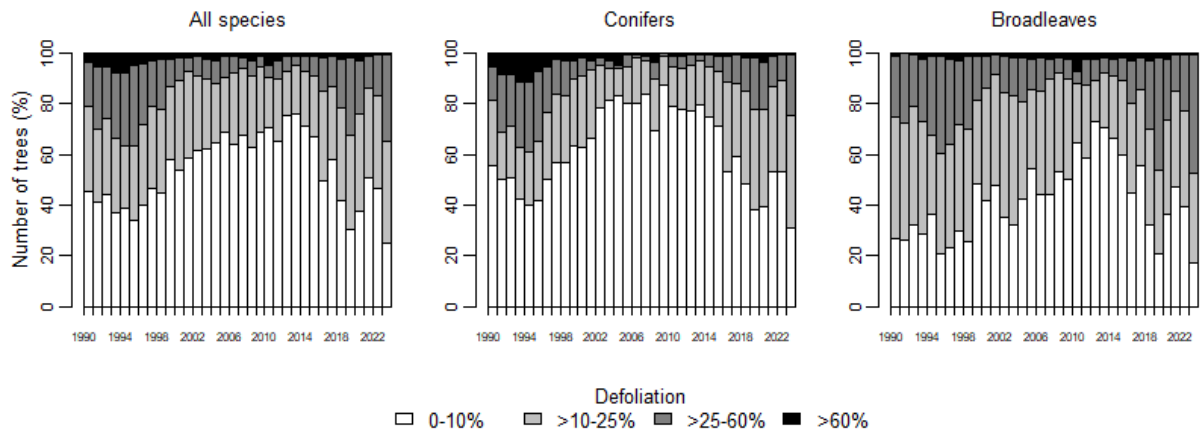 All species
Conifers
Broadleaves
Number of trees (%)
0 20 40 60 80 100
0 20 40 60 80 100
0 20 40 60 80 100
1990 1994 1998 2002 2006 2010 2014 2018 2022
1990 1994 1998 2002 2006 2010 2014 2018 2022
1990 1994 1998 2002 2006 2010 2014 2018 2022
Defoliation
0-10% >10-25% >25-60% >60%